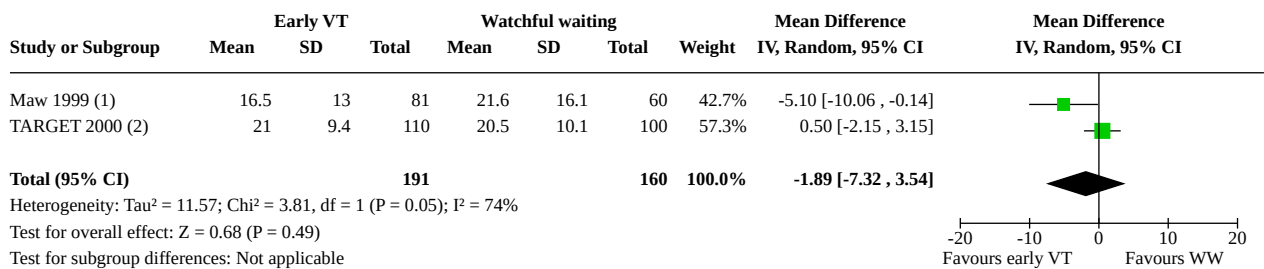 Early VT Watchful waiting Mean Difference Mean Difference
Study or Subgroup Mean SD Total Mean SD Total Weight IV, Random, 95% CI IV, Random, 95% CI
Maw 1999 (1) 16.5 13 81 21.6 16.1 60 42.7% -5.10 [-10.06 , -0.14]
TARGET 2000 (2) 21 9.4 110 20.5 10.1 100 57.3% 0.50 [-2.15 , 3.15]
Total (95% CI) 191 160 100.0% -1.89 [-7.32 , 3.54]
Heterogeneity: Tau² = 11.57; Chi² = 3.81, df = 1 (P = 0.05); I² = 74%
Test for overall effect: Z = 0.68 (P = 0.49)
Test for subgroup differences: Not applicable
-20 -10 0 10 20
Favours early VT Favours WW